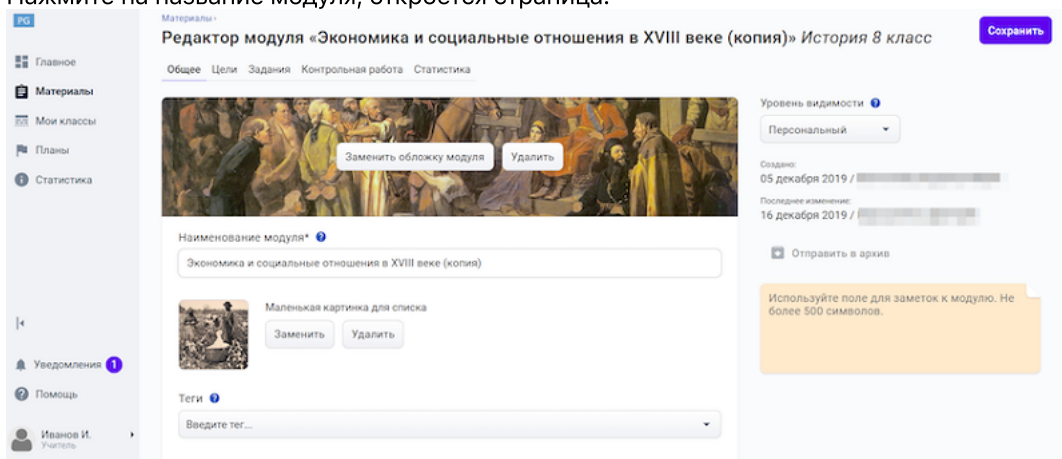 Нажмите на название модуля, откроется страница:
PG
Материалы ›
Редактор модуля «Экономика и социальные отношения в XVIII веке (копия)» История 8 класс
Сохранить
Общее Цели Задания Контрольная работа Статистика
Главное
Материалы
Мои классы
Планы
Статистика
Уведомления 1
Помощь
Иванов И.
Учитель
Заменить обложку модуля Удалить
Наименование модуля*
Экономика и социальные отношения в XVIII веке (копия)
Маленькая картинка для списка
Заменить Удалить
Теги
Введите тег...
Уровень видимости
Персональный
Создано:
05 декабря 2019 /
Последнее изменение:
16 декабря 2019 /
Отправить в архив
Используйте поле для заметок к модулю. Не
более 500 символов.